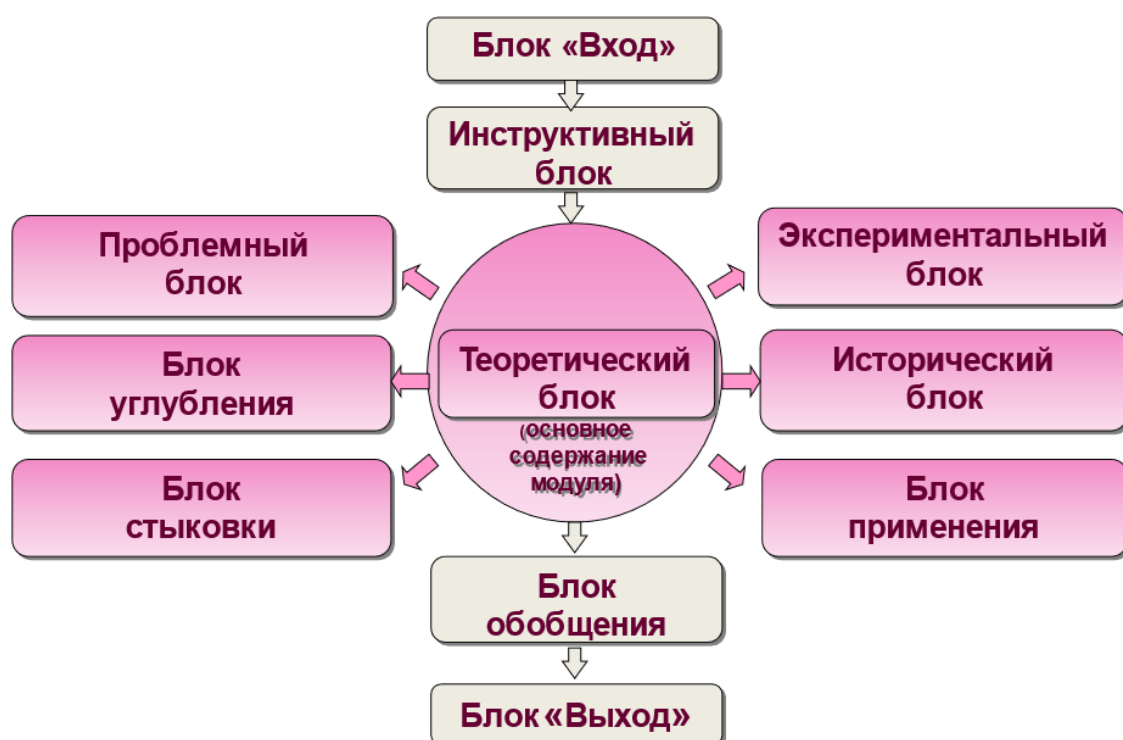 Блок «Вход»
Инструктивный
блок
Проблемный
блок
Экспериментальный
блок
Блок
углубления
Теоретический
блок
(основное
содержание
модуля)
Исторический
блок
Блок
стыковки
Блок
применения
Блок
обобщения
Блок «Выход»